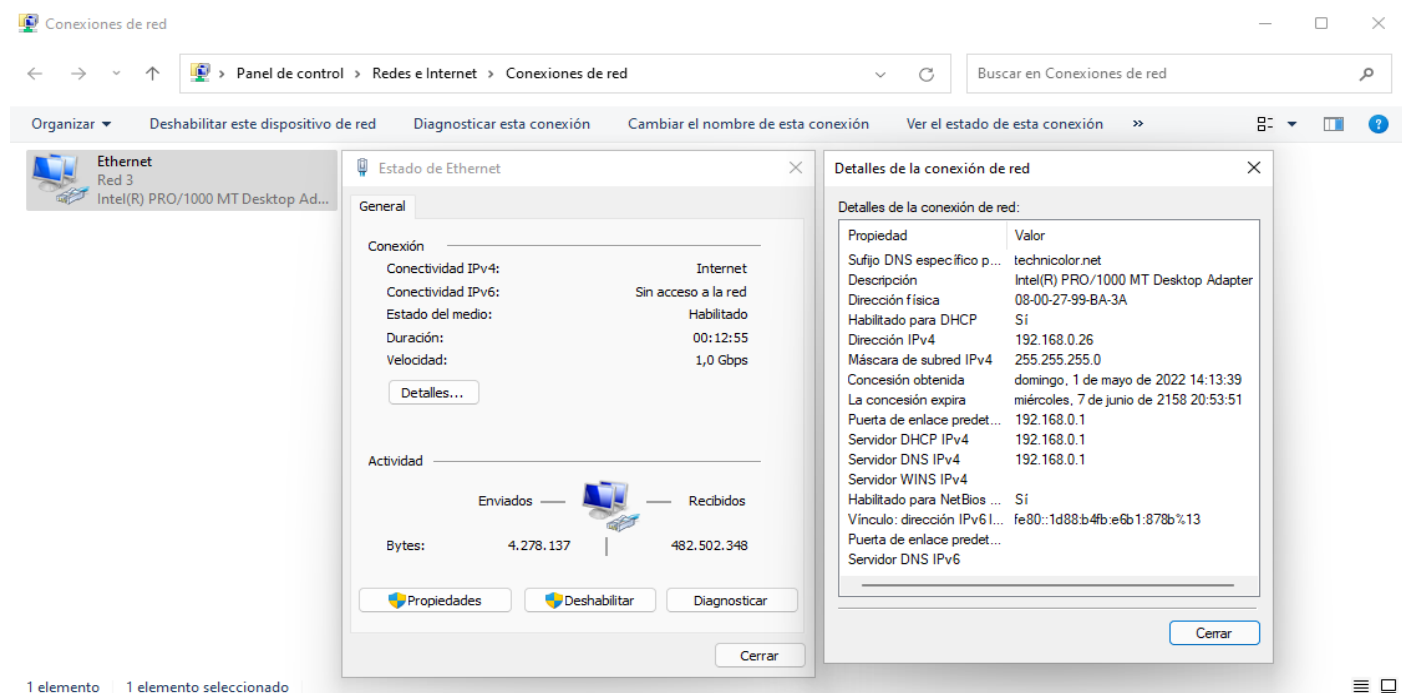 Conexiones de red
Panel de control > Redes e Internet > Conexiones de red
Buscar en Conexiones de red
Organizar Deshabilitar este dispositivo de red Diagnosticar esta conexión Cambiar el nombre de esta conexión Ver el estado de esta conexión »
Ethernet
Red 3
Intel(R) PRO/1000 MT Desktop Ad...
Estado de Ethernet
General
Conexión
Conectividad IPv4: Internet
Conectividad IPv6: Sin acceso a la red
Estado del medio: Habilitado
Duración: 00:12:55
Velocidad: 1,0 Gbps
Detalles...
Actividad
Enviados — — Recibidos
Bytes: 4.278.137 | 482.502.348
Propiedades Deshabilitar Diagnosticar
Cerrar
Detalles de la conexión de red
Detalles de la conexión de red:
Propiedad Valor
Sufijo DNS específico p... technicolor.net
Descripción Intel(R) PRO/1000 MT Desktop Adapter
Dirección física 08-00-27-99-BA-3A
Habilitado para DHCP Sí
Dirección IPv4 192.168.0.26
Máscara de subred IPv4 255.255.255.0
Concesión obtenida domingo, 1 de mayo de 2022 14:13:39
La concesión expira miércoles, 7 de junio de 2158 20:53:51
Puerta de enlace predet... 192.168.0.1
Servidor DHCP IPv4 192.168.0.1
Servidor DNS IPv4 192.168.0.1
Servidor WINS IPv4
Habilitado para NetBios ... Sí
Vínculo: dirección IPv6 l... fe80::1d88:b4fb:e6b1:878b%13
Puerta de enlace predet...
Servidor DNS IPv6
Cerrar
1 elemento 1 elemento seleccionado